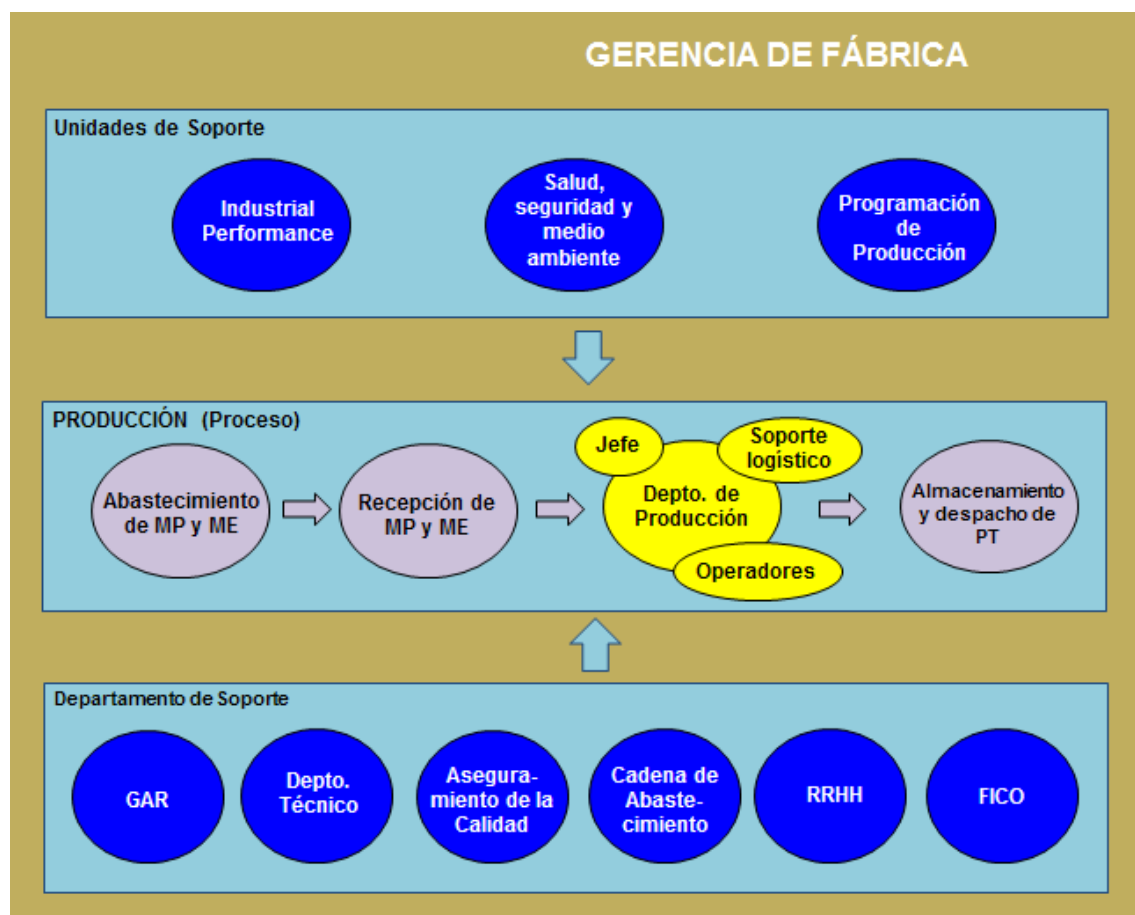 GERENCIA DE FÁBRICA
Unidades de Soporte
Industrial
Performance
Salud,
seguridad y
medio
ambiente
Programación
de
Producción
PRODUCCIÓN (Proceso)
Abastecimiento
de MP y ME
Recepción de
MP y ME
Jefe
Soporte
logístico
Depto. de
Producción
Operadores
Almacenamiento
y despacho de
PT
Departamento de Soporte
GAR
Depto.
Técnico
Asegura-
miento de la
Calidad
Cadena de
Abaste-
cimiento
RRHH
FICO